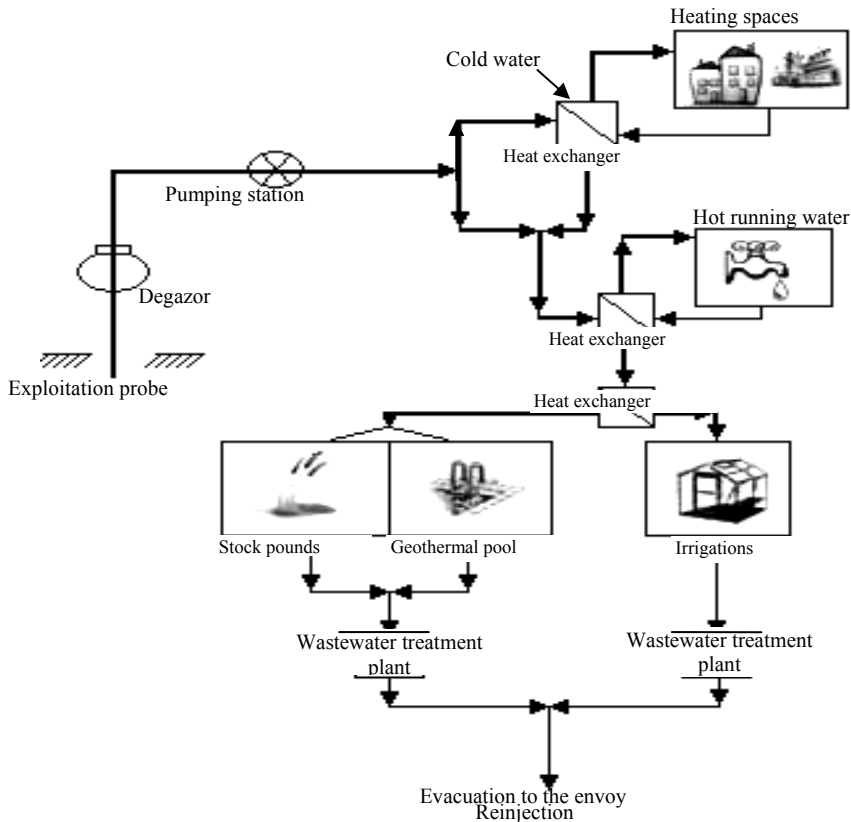 Heating spaces
Cold water
Heat exchanger
Pumping station
Hot running water
Degazor
Heat exchanger
Exploitation probe
Heat exchanger
Stock pounds
Geothermal pool
Irrigations
Wastewater treatment
plant
Wastewater treatment
plant
Evacuation to the envoy
Reinjection